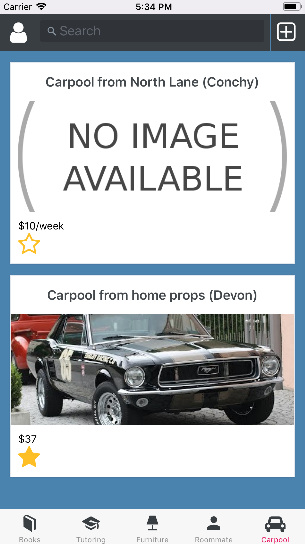 Carrier 5:34 PM
Search
Carpool from North Lane (Conchy)
NO IMAGE
AVAILABLE
$10/week
Carpool from home props (Devon)
$37
Books Tutoring Furniture Roommate Carpool